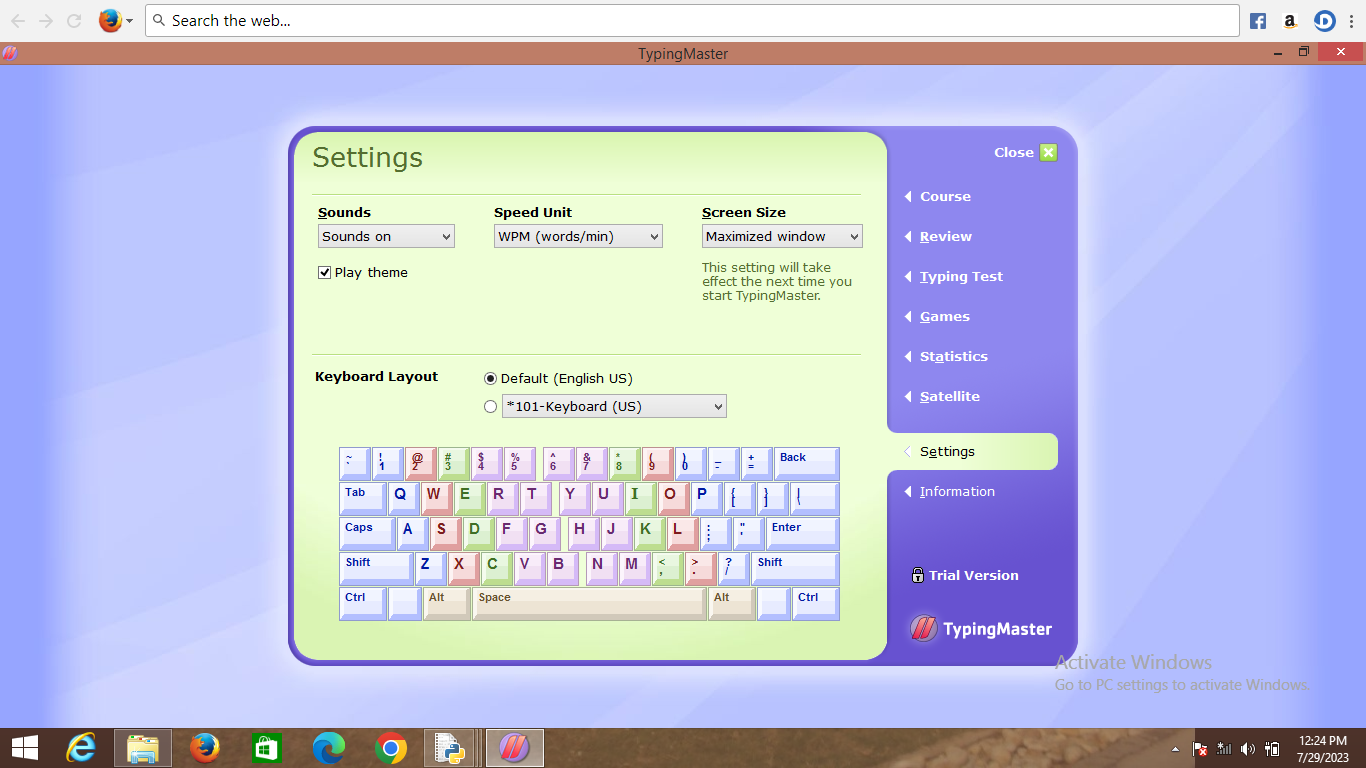 Search the web...
TypingMaster
Settings
Close
Sounds
Speed Unit
Screen Size
Sounds on
WPM (words/min)
Maximized window
Play theme
This setting will take
effect the next time you
start TypingMaster.
Keyboard Layout
Default (English US)
*101-Keyboard (US)
~ ` ! 1 @ 2 # 3 $ 4 % 5 ^ 6 & 7 * 8 ( 9 ) 0 _ - + = Back
Tab Q W E R T Y U I O P { [ } ] | \
Caps A S D F G H J K L : ; " ' Enter
Shift Z X C V B N M < , > . ? / Shift
Ctrl Alt Space Alt Ctrl
Course
Review
Typing Test
Games
Statistics
Satellite
Settings
Information
Trial Version
TypingMaster
Activate Windows
Go to PC settings to activate Windows.
12:24 PM
7/29/2023